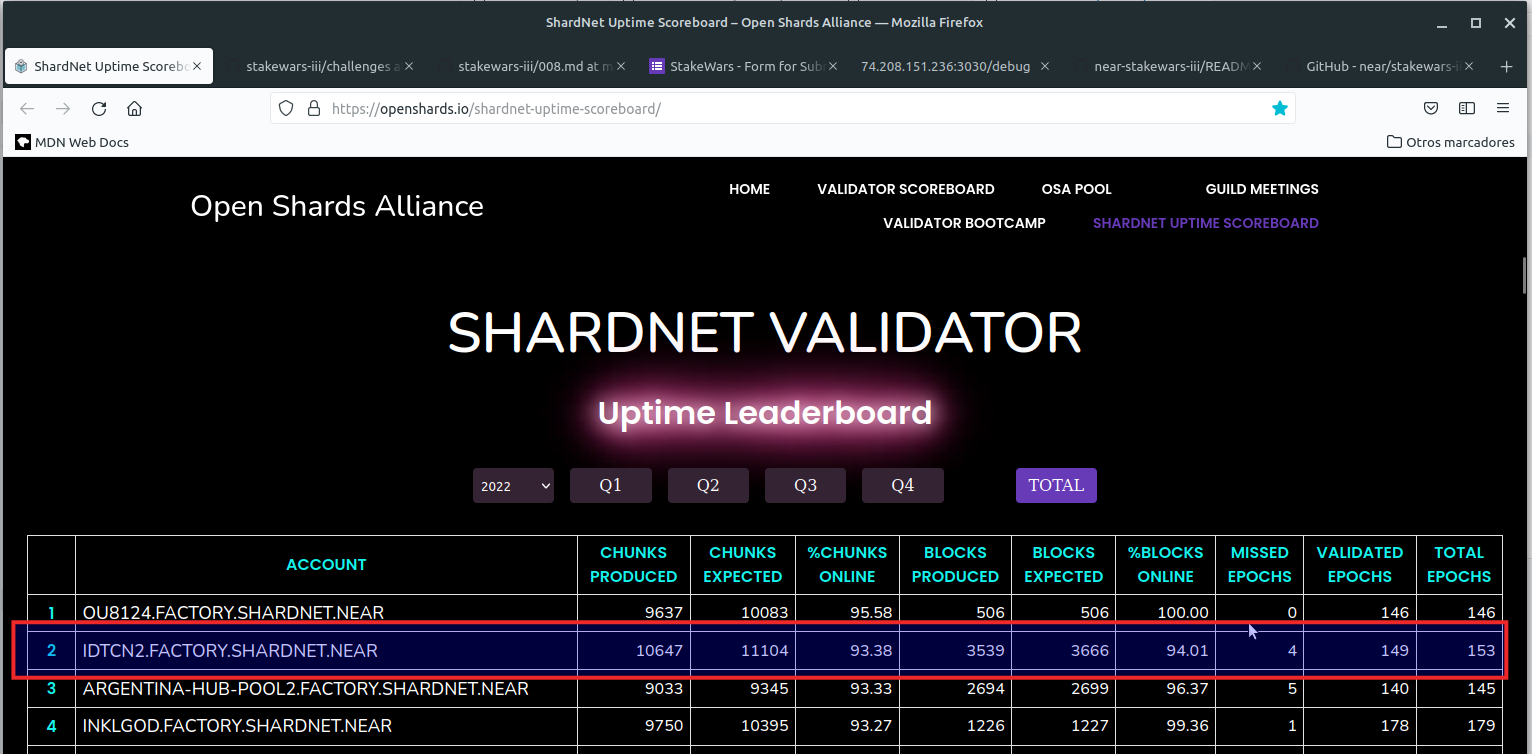 ShardNet Uptime Scoreboard – Open Shards Alliance — Mozilla Firefox
ShardNet Uptime Scorebo stakewars-iii/challenges a stakewars-iii/008.md at m StakeWars - Form for Sub 74.208.151.236:3030/debug near-stakewars-iii/READM GitHub - near/stakewars-i
https://openshards.io/shardnet-uptime-scoreboard/
MDN Web Docs Otros marcadores
Open Shards Alliance
HOME VALIDATOR SCOREBOARD OSA POOL GUILD MEETINGS
VALIDATOR BOOTCAMP SHARDNET UPTIME SCOREBOARD
SHARDNET VALIDATOR
Uptime Leaderboard
2022 Q1 Q2 Q3 Q4 TOTAL
ACCOUNT CHUNKS PRODUCED CHUNKS EXPECTED %CHUNKS ONLINE BLOCKS PRODUCED BLOCKS EXPECTED %BLOCKS ONLINE MISSED EPOCHS VALIDATED EPOCHS TOTAL EPOCHS
1 OU8124.FACTORY.SHARDNET.NEAR 9637 10083 95.58 506 506 100.00 0 146 146
2 IDTCN2.FACTORY.SHARDNET.NEAR 10647 11104 93.38 3539 3666 94.01 4 149 153
3 ARGENTINA-HUB-POOL2.FACTORY.SHARDNET.NEAR 9033 9345 93.33 2694 2699 96.37 5 140 145
4 INKLGOD.FACTORY.SHARDNET.NEAR 9750 10395 93.27 1226 1227 99.36 1 178 179